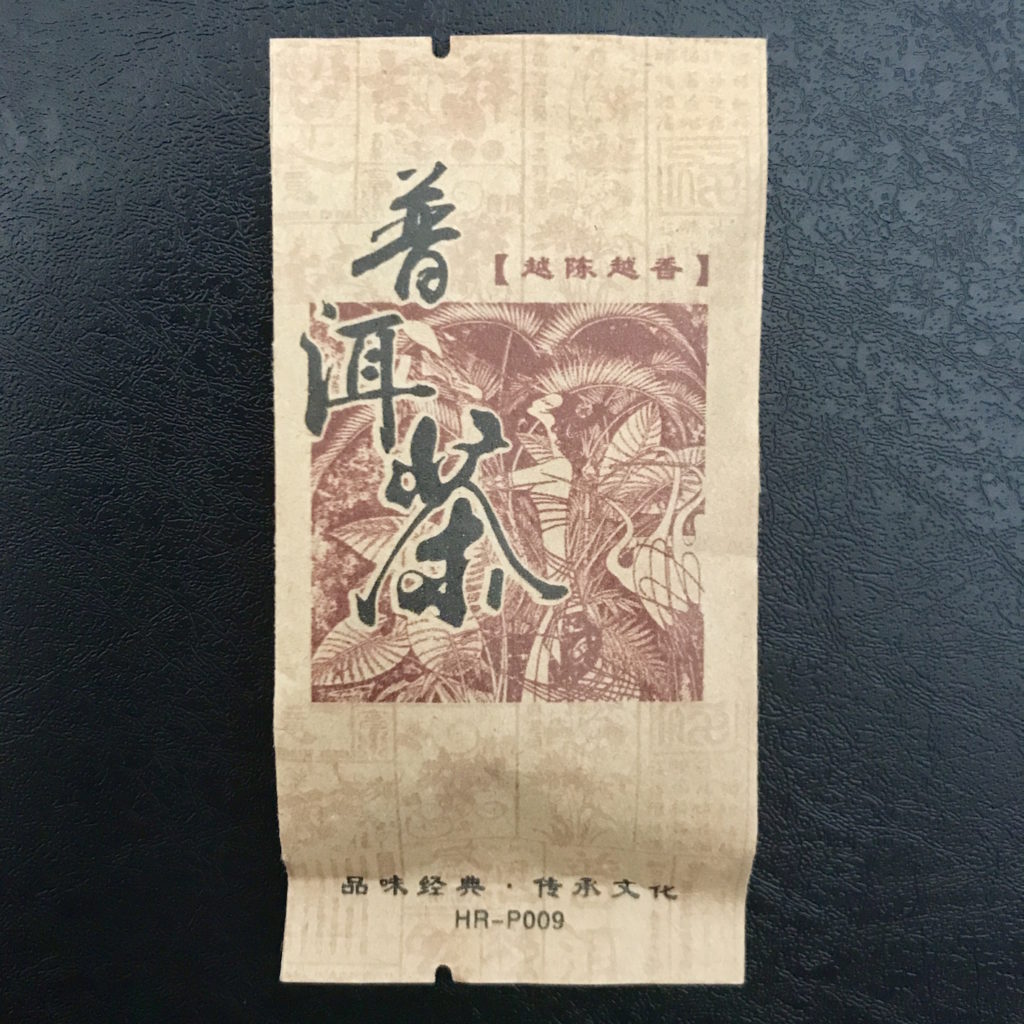 普洱茶
【越陈越香】
品味经典·传承文化
HR-P009